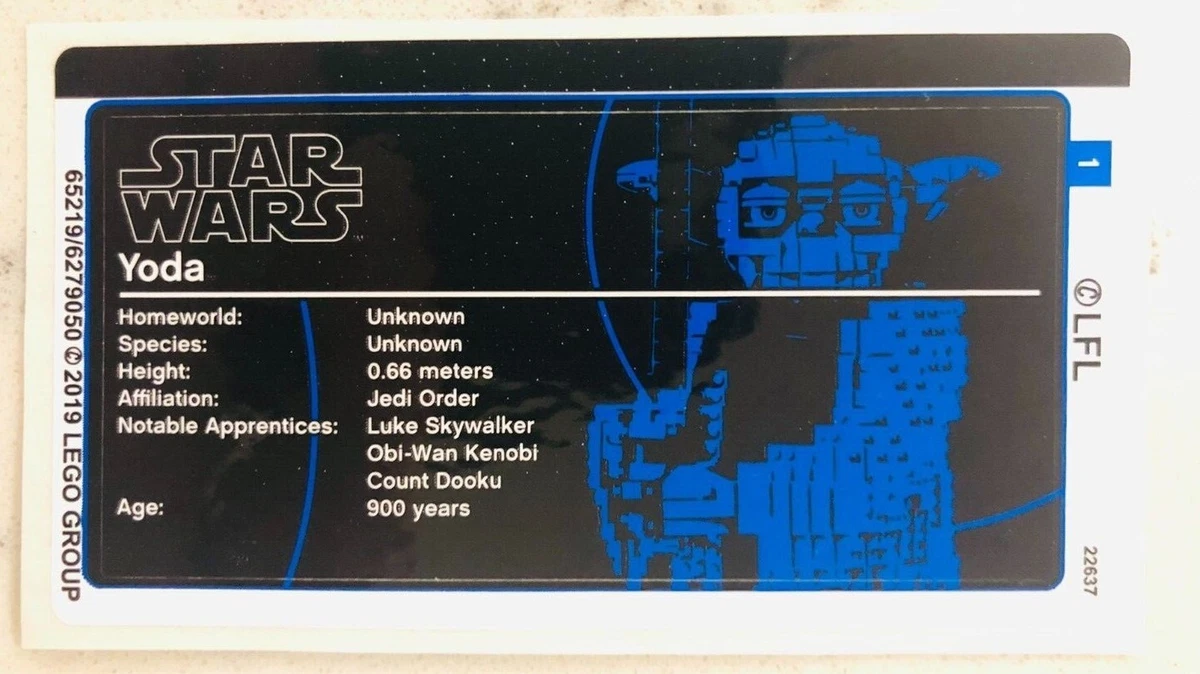 STAR
WARS
Yoda
Homeworld: Unknown
Species: Unknown
Height: 0.66 meters
Affiliation: Jedi Order
Notable Apprentices: Luke Skywalker
Obi-Wan Kenobi
Count Dooku
Age: 900 years
65219/6279050 © 2019 LEGO GROUP
1
©LFL
22637